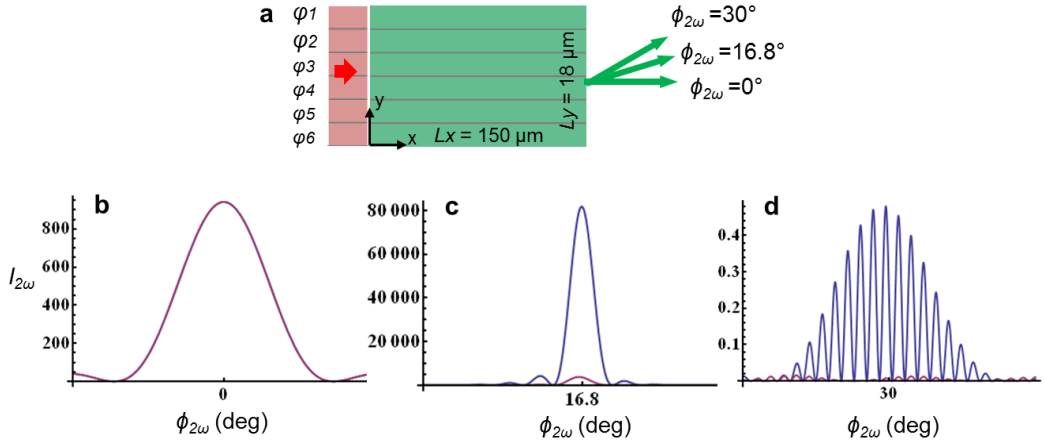 a
φ1
φ2
φ3
φ4
φ5
φ6
y
x
Lx = 150 µm
Ly = 18 µm
ϕ2ω = 30°
ϕ2ω = 16.8°
ϕ2ω = 0°
b
I2ω
800
600
400
200
0
ϕ2ω (deg)
c
80 000
60 000
40 000
20 000
16.8
ϕ2ω (deg)
d
0.4
0.3
0.2
0.1
30
ϕ2ω (deg)